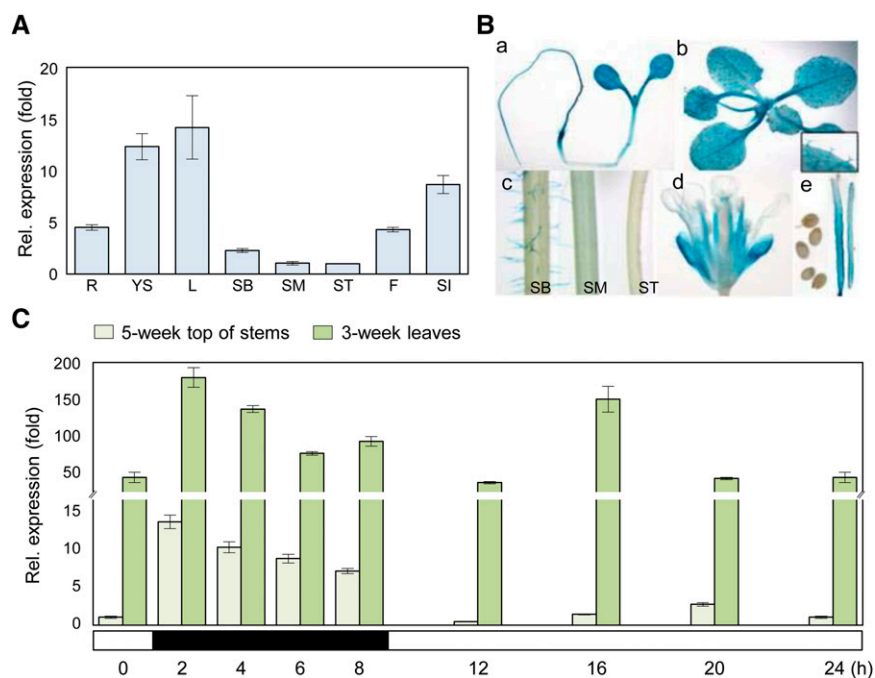 A
Rel. expression (fold)
20
15
10
5
0
R YS L SB SM ST F SI
B
a
b
c
d
e
SB SM ST
C
5-week top of stems 3-week leaves
Rel. expression (fold)
200
150
100
50
15
10
5
0
0 2 4 6 8 12 16 20 24 (h)